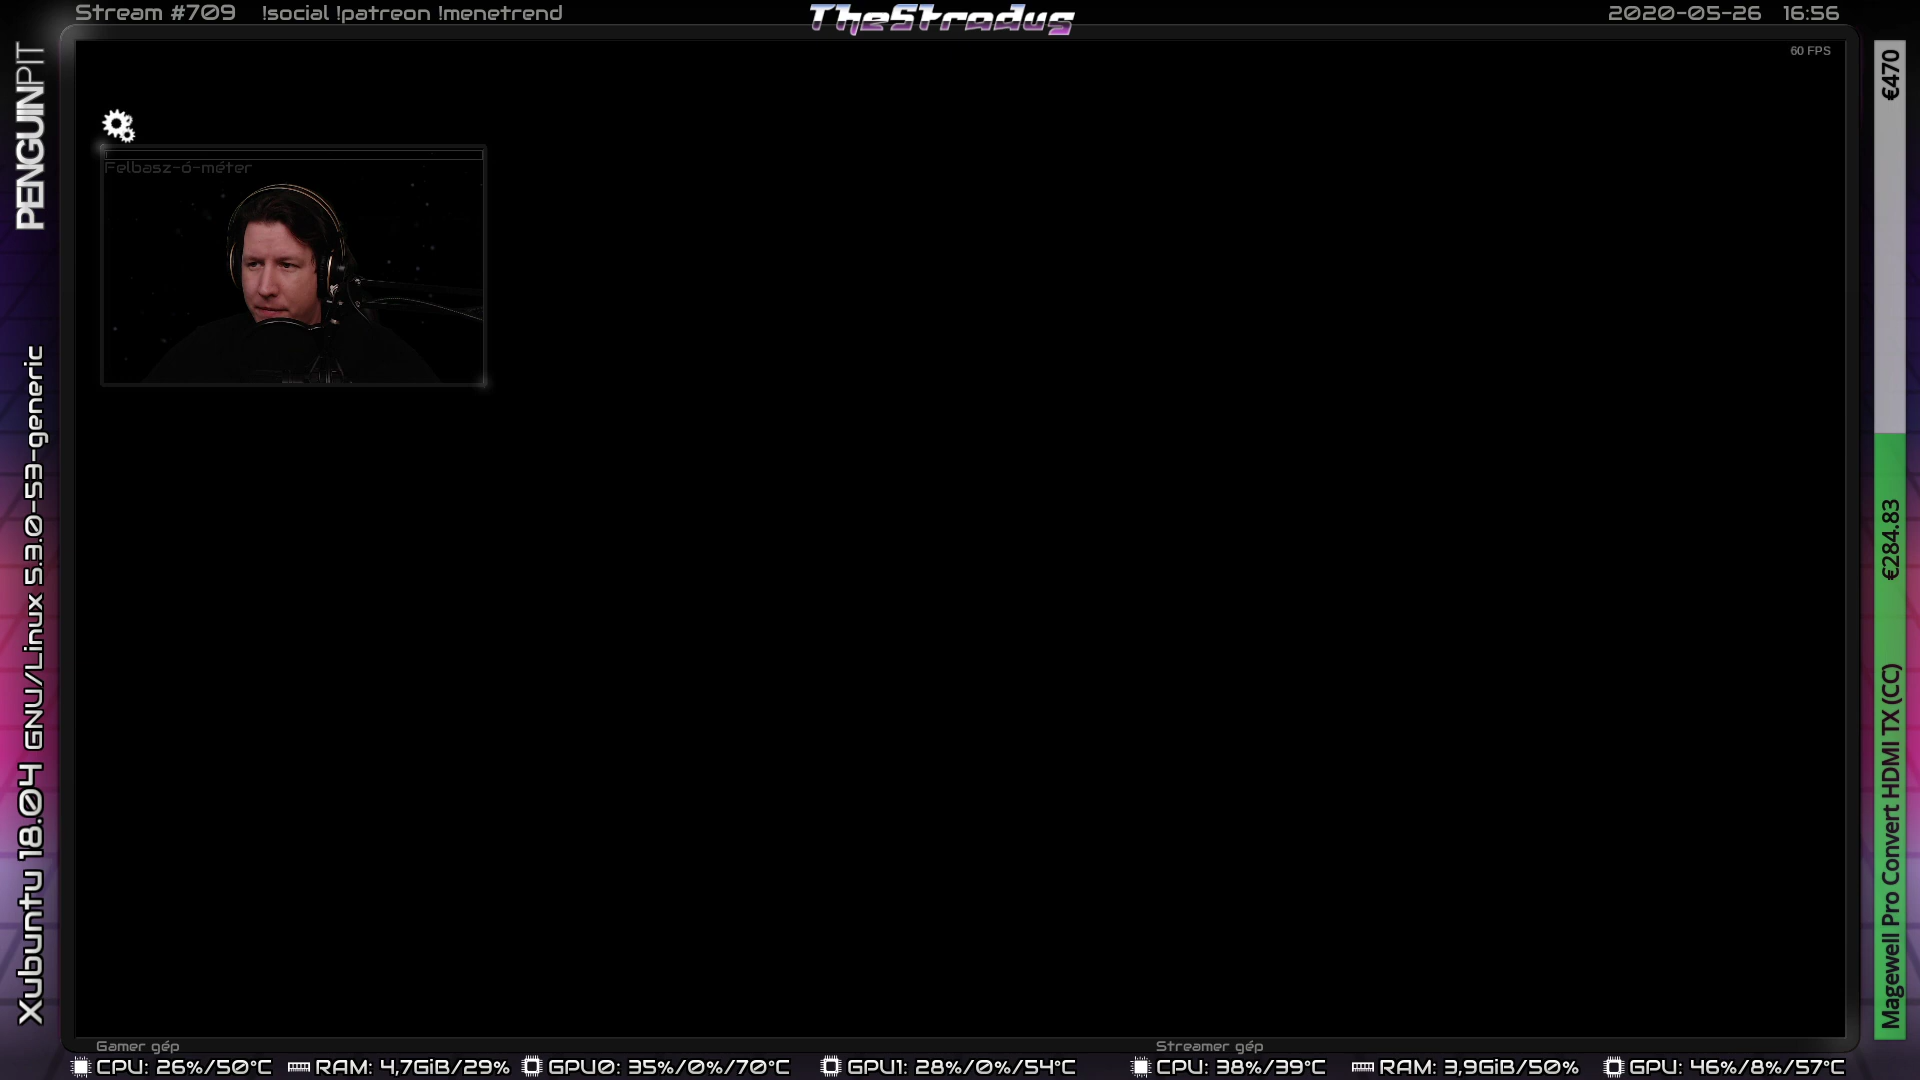 Stream #709 !social !patreon !menetrend
TheStradus
2020-05-26 16:56
60 FPS
PENGUINPIT
Xubuntu 18.04 GNU/Linux 5.3.0-53-generic
Felbasz-ó-méter
€470
€284.83
Magewell Pro Convert HDMI TX (CC)
Gamer gép
CPU: 26%/50°C RAM: 4,7GiB/29% GPU0: 35%/0%/70°C GPU1: 28%/0%/54°C
Streamer gép
CPU: 38%/39°C RAM: 3,9GiB/50% GPU: 46%/8%/57°C